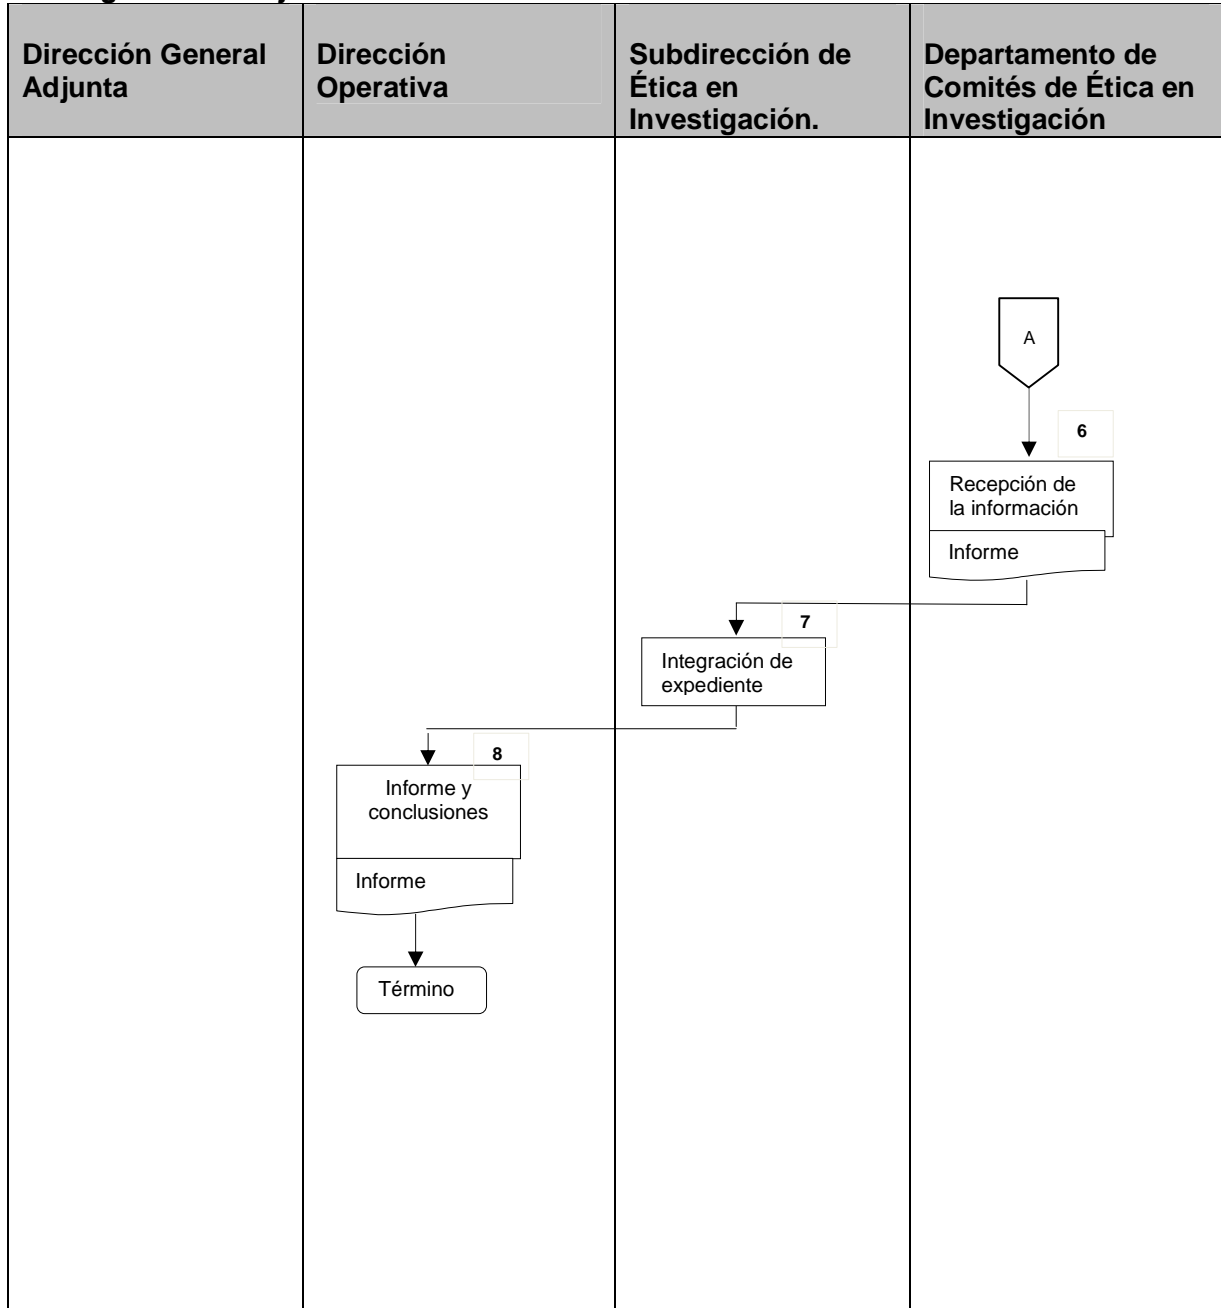 Dirección General
Adjunta
Dirección
Operativa
Subdirección de
Ética en
Investigación.
Departamento de
Comités de Ética en
Investigación
A
6
Recepción de
la información
Informe
7
Integración de
expediente
8
Informe y
conclusiones
Informe
Término